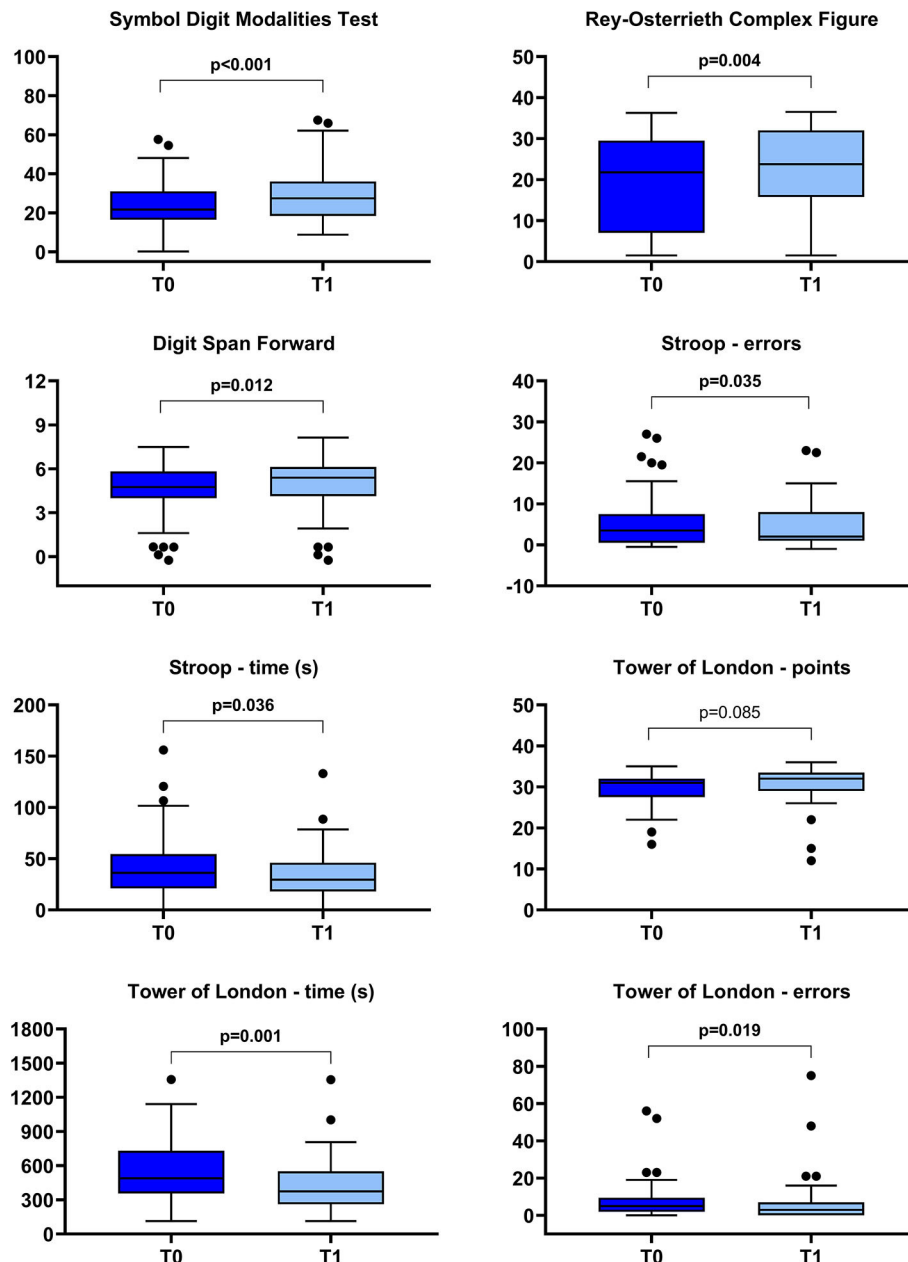 Symbol Digit Modalities Test
100
80
60
40
20
0
p<0.001
T0 T1
Rey-Osterrieth Complex Figure
50
40
30
20
10
0
p=0.004
T0 T1
Digit Span Forward
12
9
6
3
0
p=0.012
T0 T1
Stroop - errors
40
30
20
10
0
-10
p=0.035
T0 T1
Stroop - time (s)
200
150
100
50
0
p=0.036
T0 T1
Tower of London - points
50
40
30
20
10
0
p=0.085
T0 T1
Tower of London - time (s)
1800
1500
1200
900
600
300
0
p=0.001
T0 T1
Tower of London - errors
100
80
60
40
20
0
p=0.019
T0 T1